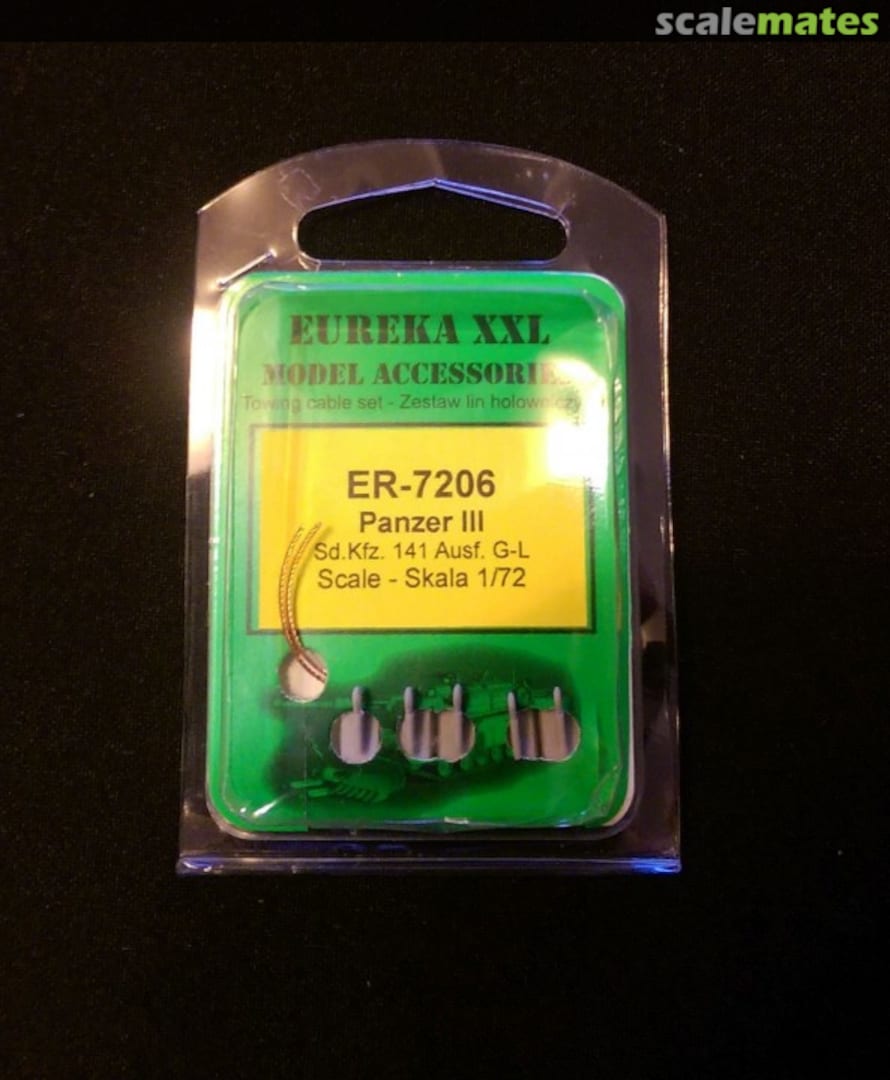 scalemates
EUREKA XXL
MODEL ACCESSORIES
Towing cable set - Zestaw lin
ER-7206
Panzer III
Sd.Kfz. 141 Ausf. G-L
Scale - Skala 1/72